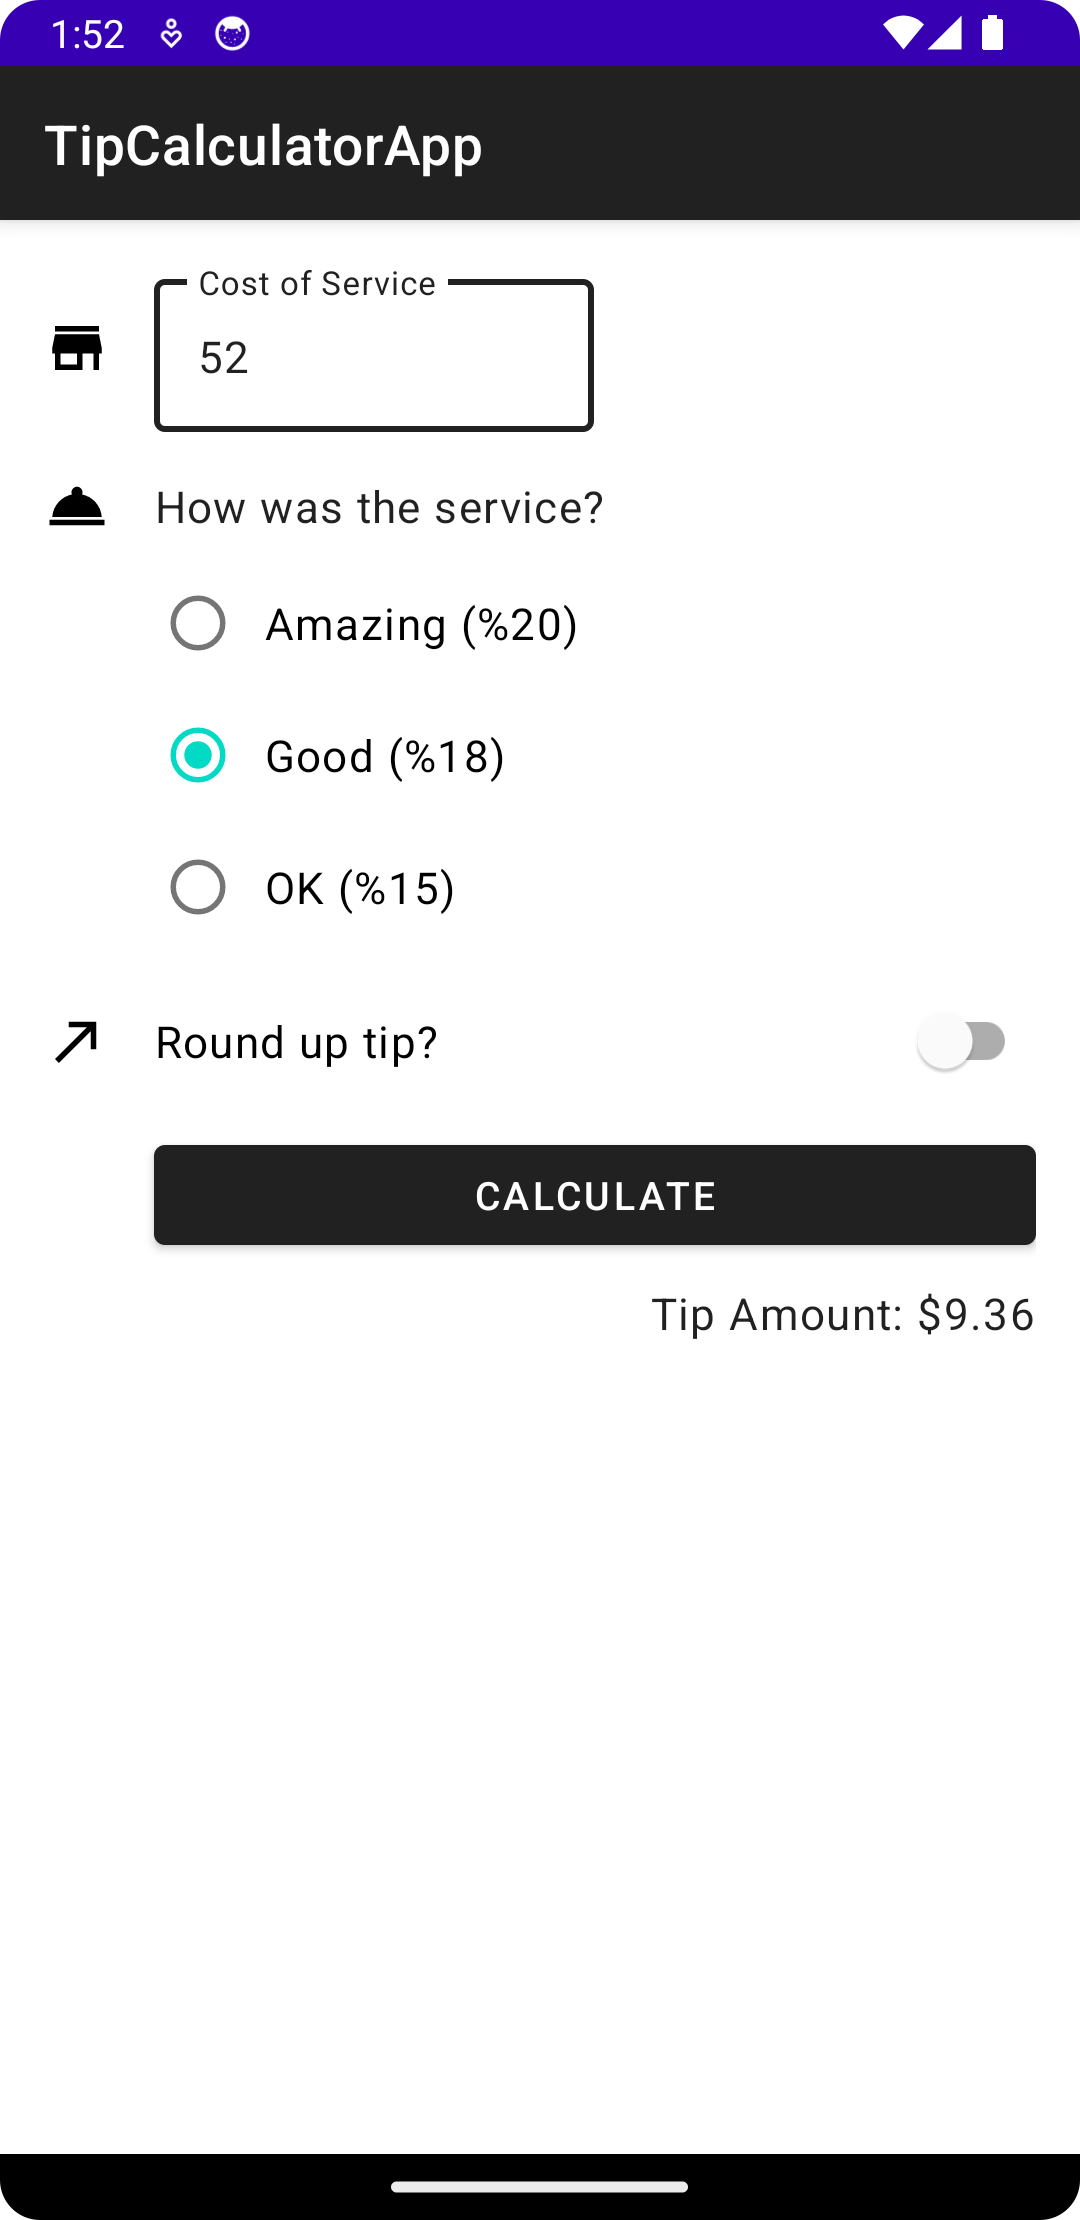 1:52
TipCalculatorApp
Cost of Service
52
How was the service?
Amazing (%20)
Good (%18)
OK (%15)
Round up tip?
CALCULATE
Tip Amount: $9.36